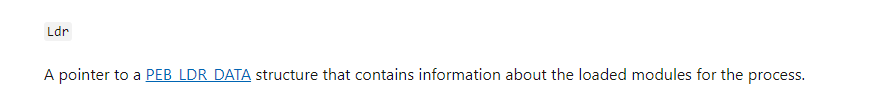 Ldr
A pointer to a PEB_LDR_DATA structure that contains information about the loaded modules for the process.